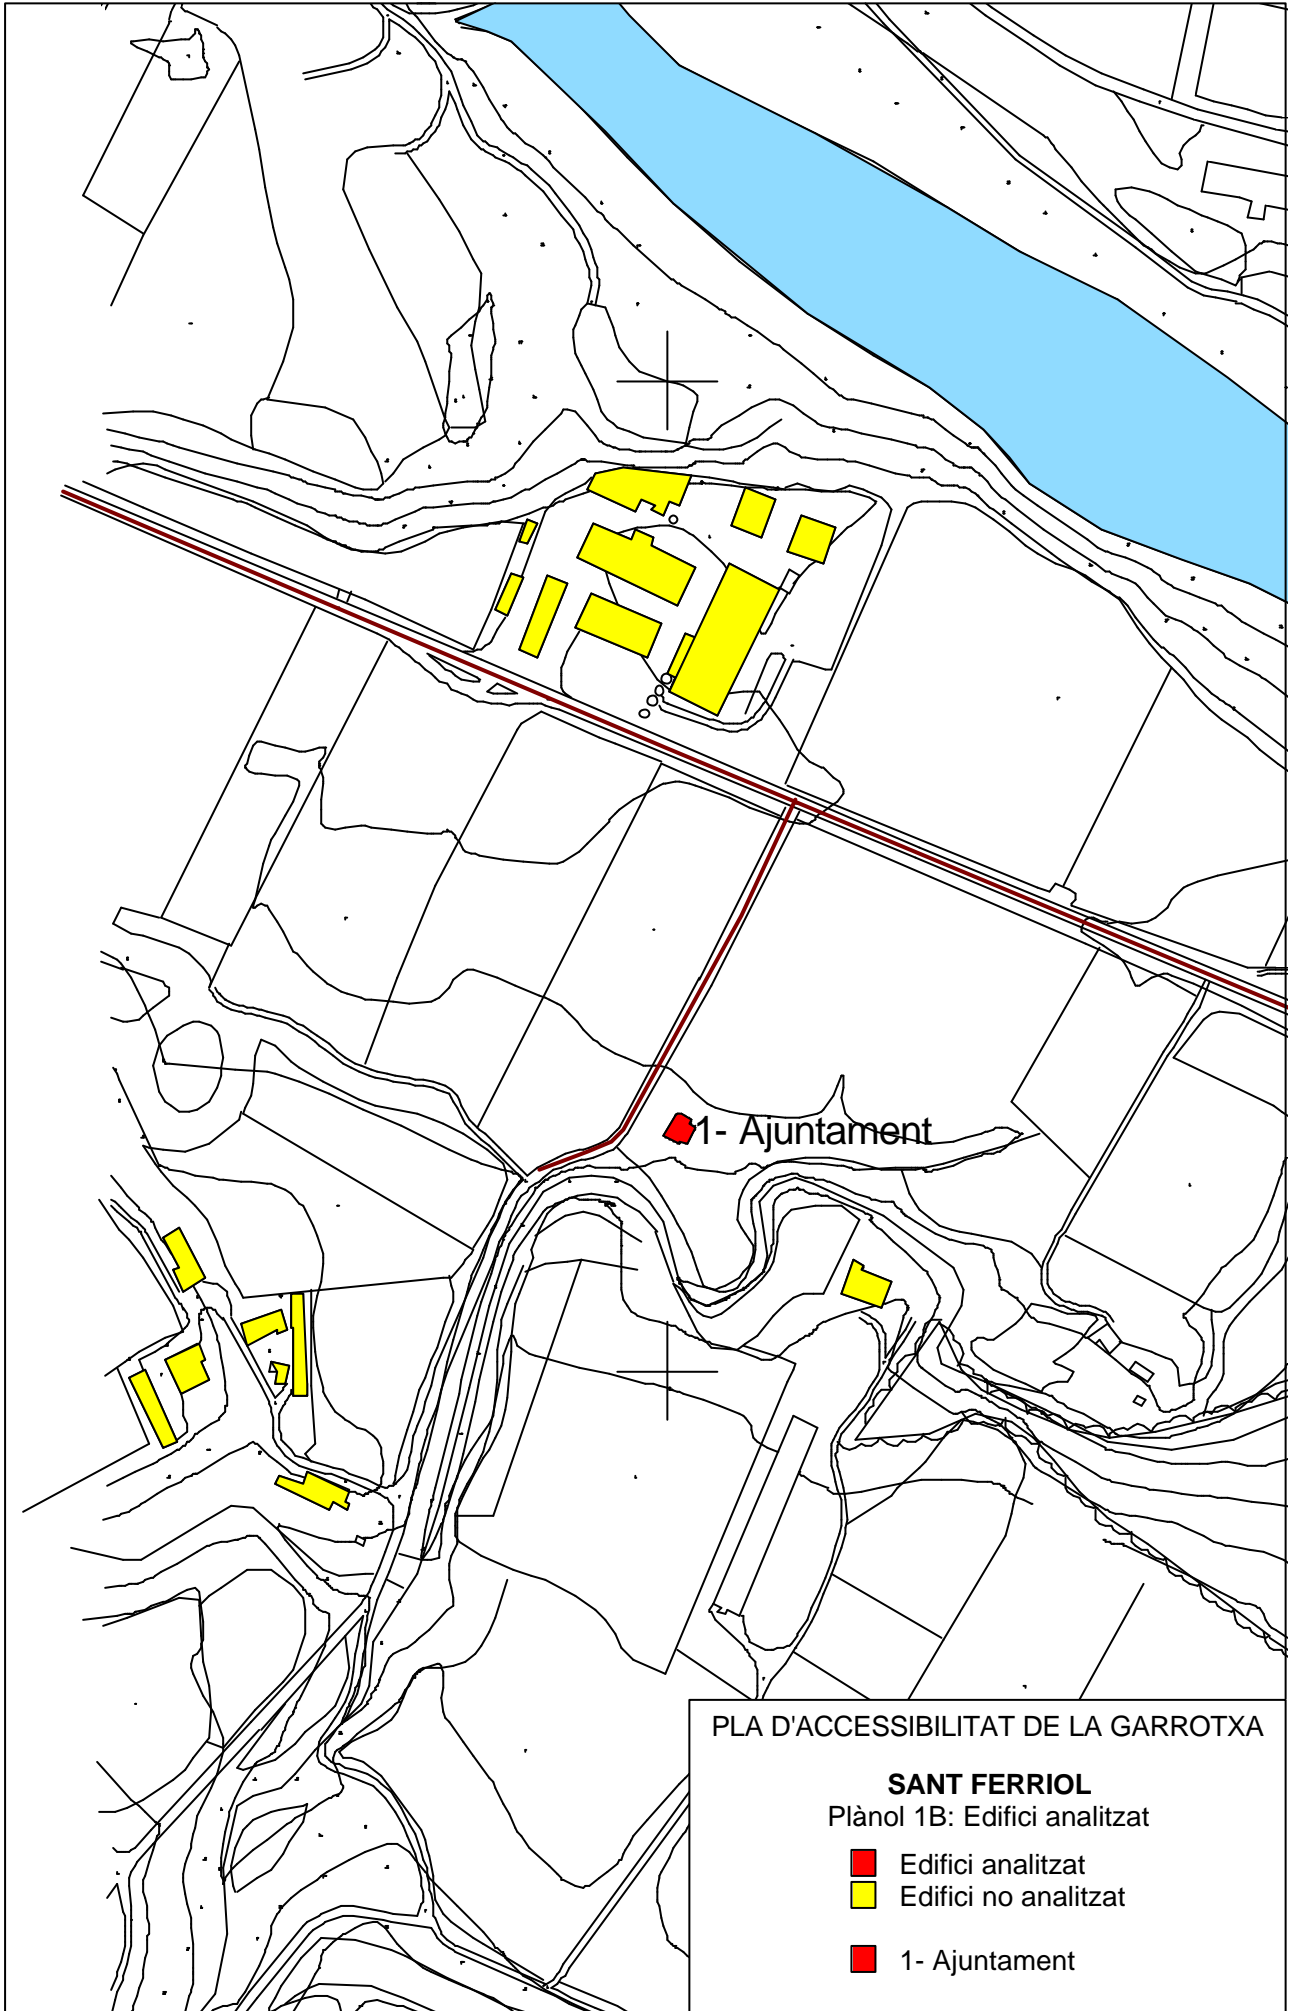 1- Ajuntament
PLA D'ACCESSIBILITAT DE LA GARROTXA
SANT FERRIOL
Plànol 1B: Edifici analitzat
Edifici analitzat
Edifici no analitzat
1- Ajuntament